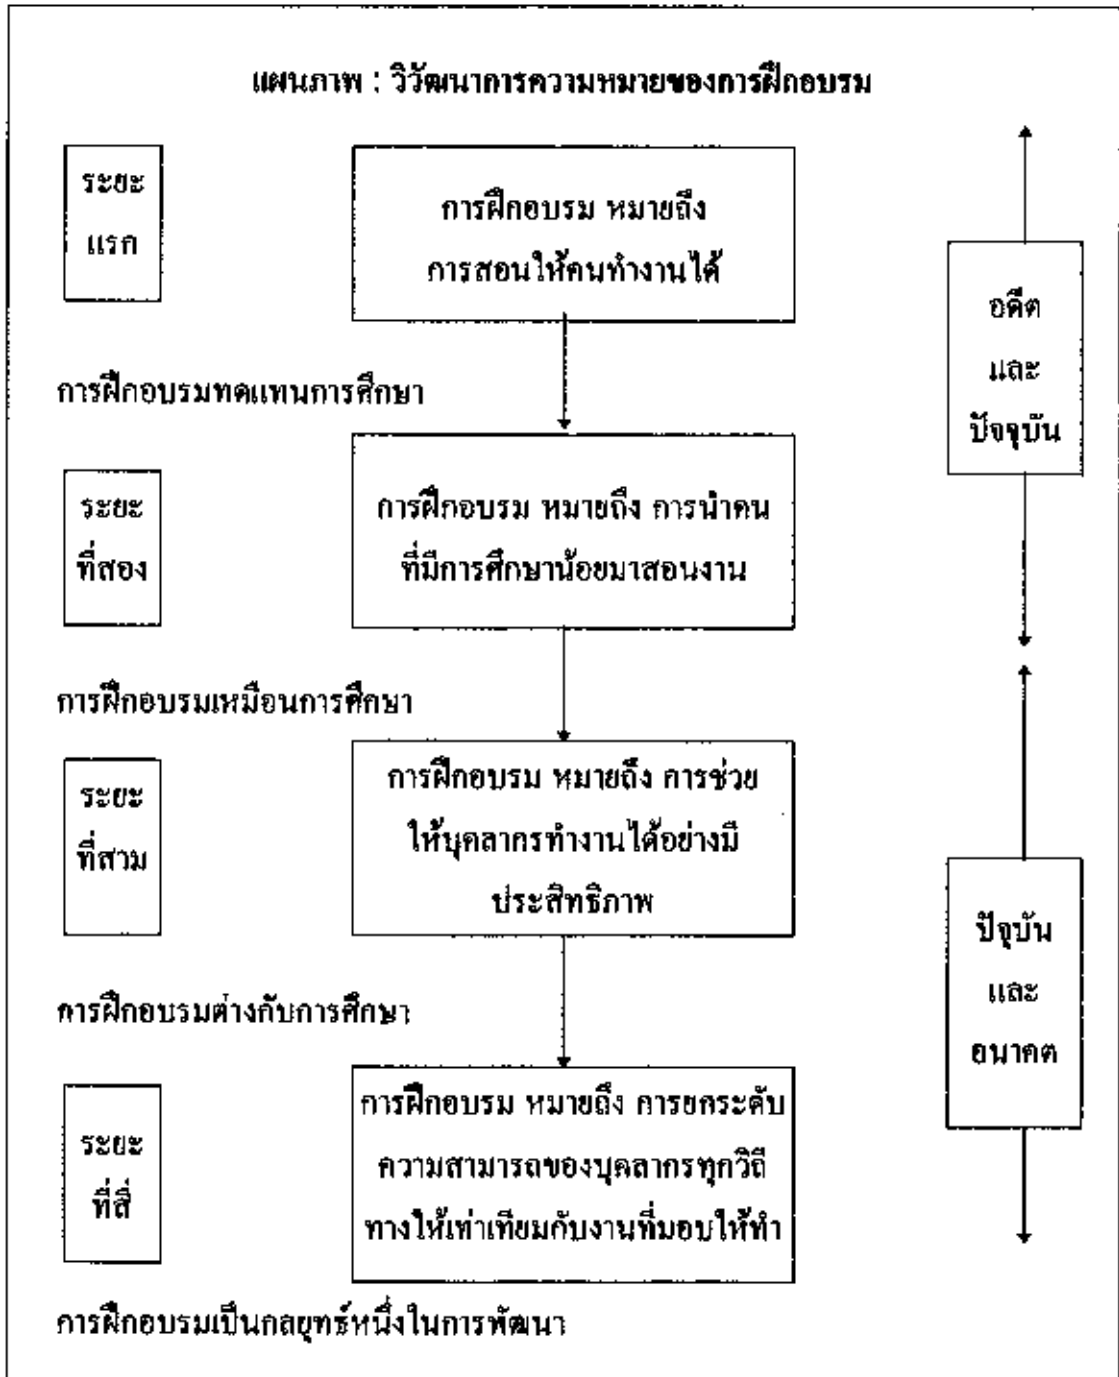 แผนภาพ : วิวัฒนาการความหมายของการฝึกอบรม
ระยะ
แรก
การฝึกอบรม หมายถึง
การสอนให้คนทำงานได้
อดีต
และ
ปัจจุบัน
การฝึกอบรมทดแทนการศึกษา
ระยะ
ที่สอง
การฝึกอบรม หมายถึง การนำคน
ที่มีการศึกษาน้อยมาสอนงาน
การฝึกอบรมเหมือนการศึกษา
ระยะ
ที่สาม
การฝึกอบรม หมายถึง การช่วย
ให้บุคลากรทำงานได้อย่างมี
ประสิทธิภาพ
ปัจุบัน
และ
อนาคต
การฝึกอบรมต่างกับการศึกษา
ระยะ
ที่สี่
การฝึกอบรม หมายถึง การยกระดับ
ความสามารถของบุคลากรทุกวิถี
ทางให้เท่าเทียมกับงานที่มอบให้ทำ
การฝึกอบรมเป็นกลยุทธ์หนึ่งในการพัฒนา